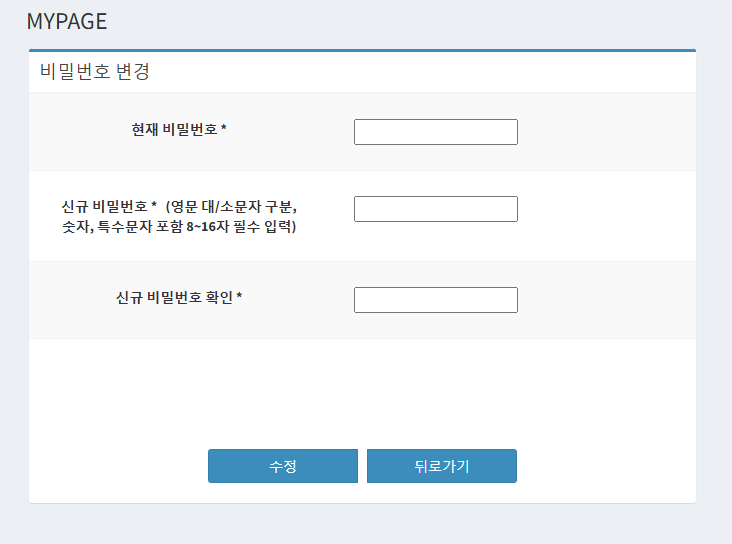 MYPAGE
비밀번호 변경
현재 비밀번호 *
신규 비밀번호 * (영문 대/소문자 구분,
숫자, 특수문자 포함 8~16자 필수 입력)
신규 비밀번호 확인 *
수정 뒤로가기